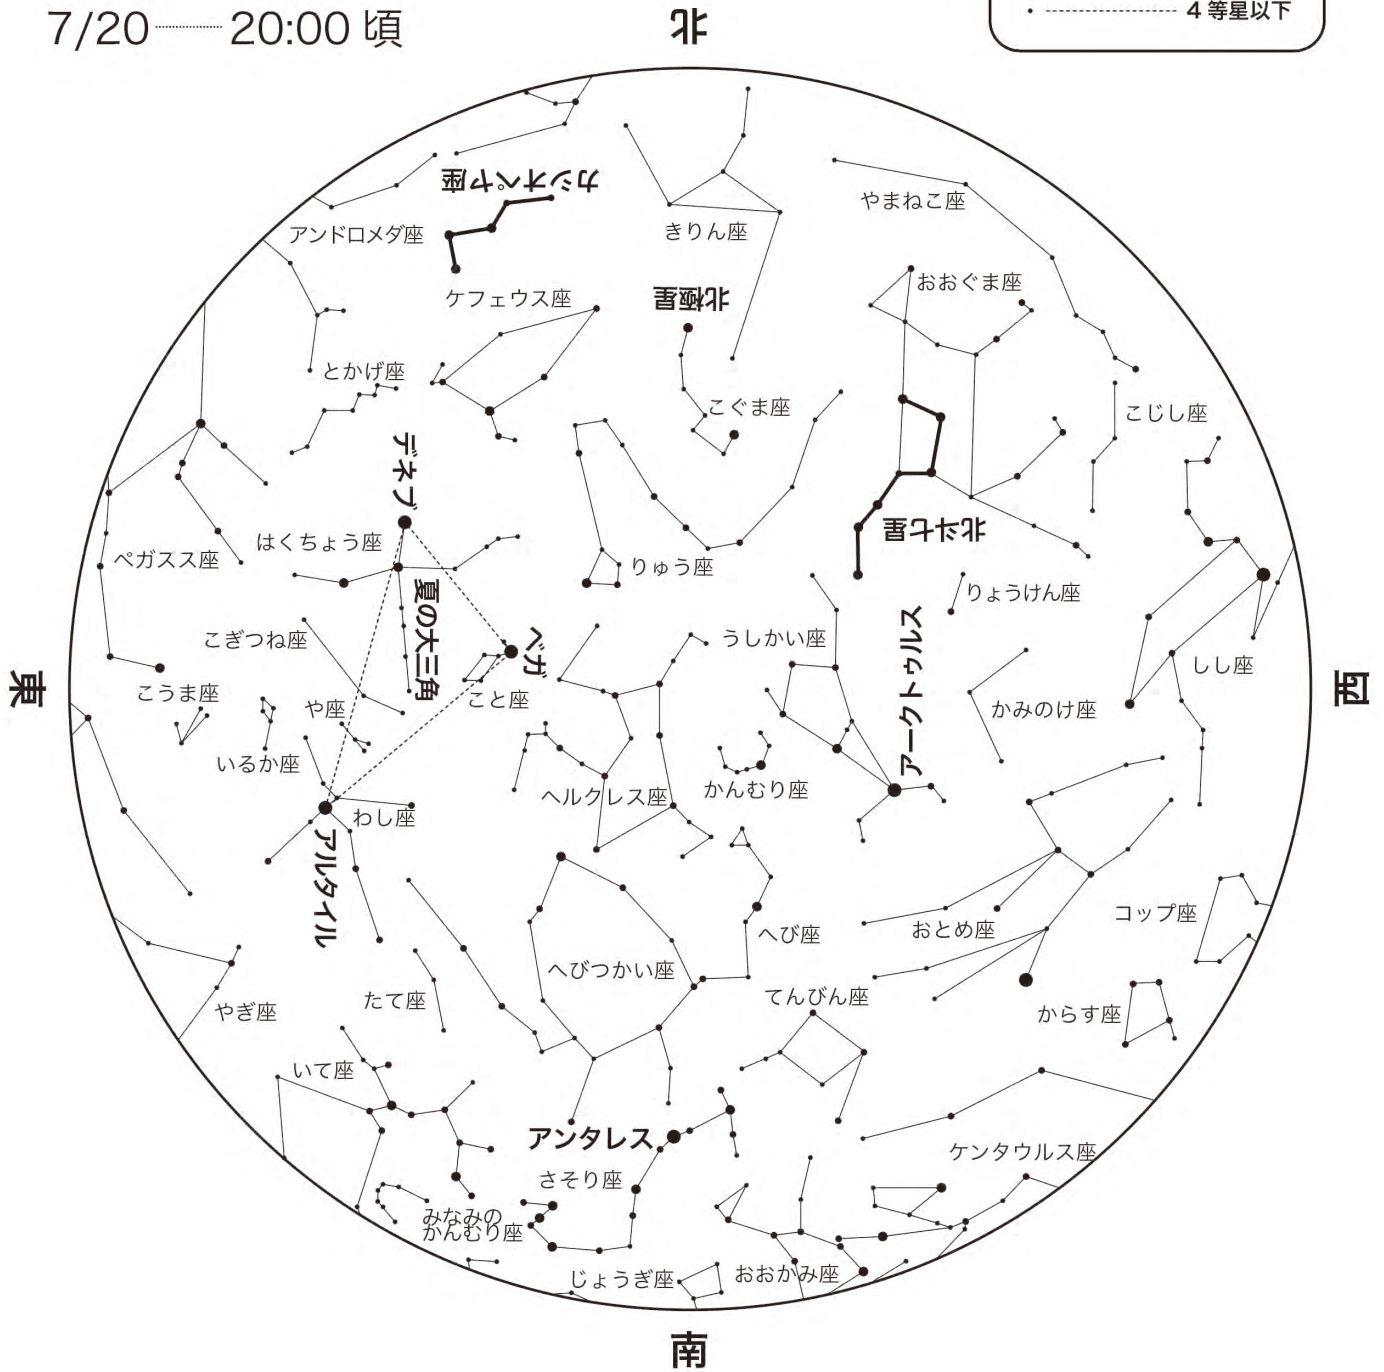 7/20 ········ 20:00 頃
4 等星以下
北
カシオペヤ座
やまねこ座
アンドロメダ座
きりん座
おおぐま座
ケフェウス座
北極星
とかげ座
こぐま座
こじし座
デネブ
北斗七星
はくちょう座
ペガスス座
りゅう座
夏の大三角
りょうけん座
こぎつね座
ベガ
うしかい座
アークトゥルス
しし座
東
西
こうま座
や座
こと座
かみのけ座
いるか座
ヘルクレス座
かんむり座
わし座
アルタイル
コップ座
へび座
おとめ座
へびつかい座
たて座
てんびん座
やぎ座
からす座
いて座
アンタレス
ケンタウルス座
さそり座
みなみの
かんむり座
じょうぎ座
おおかみ座
南